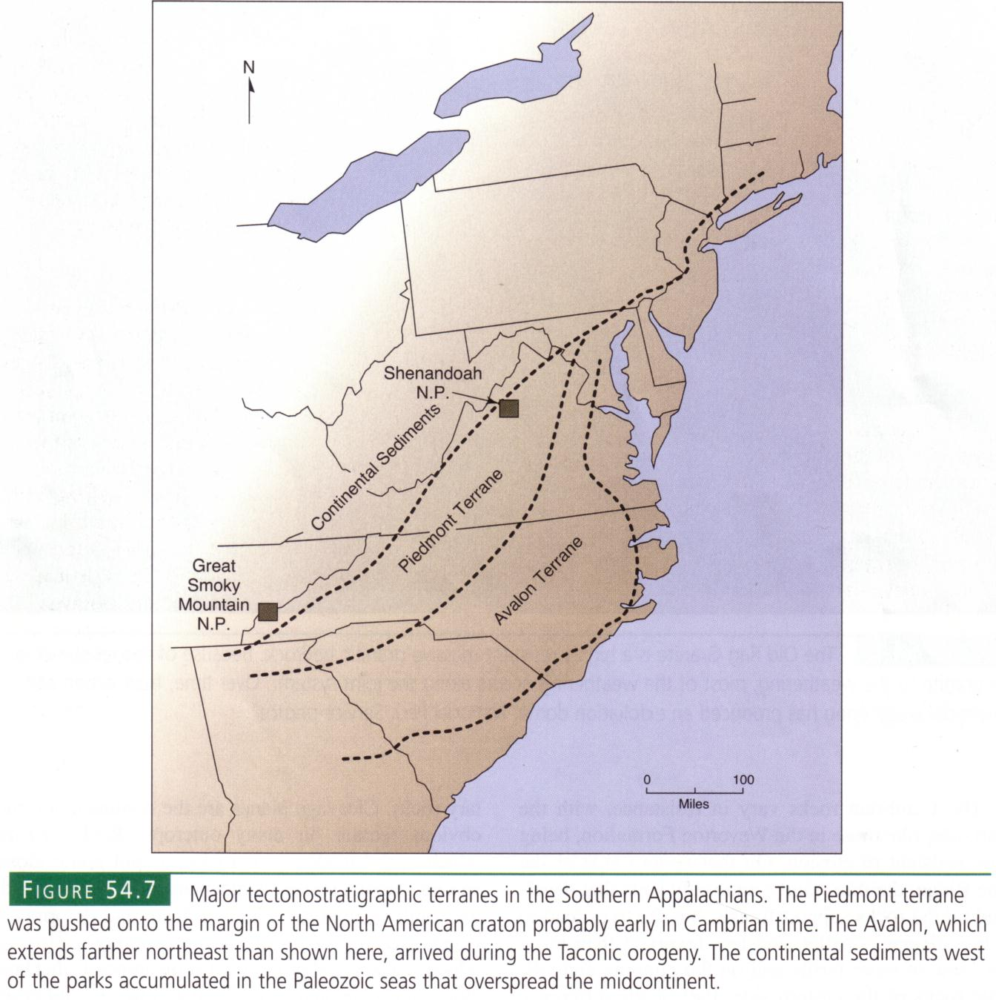 N
Shenandoah
N.P.
Continental Sediments
Piedmont Terrane
Avalon Terrane
Great
Smoky
Mountain
N.P.
0 100
Miles
FIGURE 54.7 Major tectonostratigraphic terranes in the Southern Appalachians. The Piedmont terrane
was pushed onto the margin of the North American craton probably early in Cambrian time. The Avalon, which
extends farther northeast than shown here, arrived during the Taconic orogeny. The continental sediments west
of the parks accumulated in the Paleozoic seas that overspread the midcontinent.